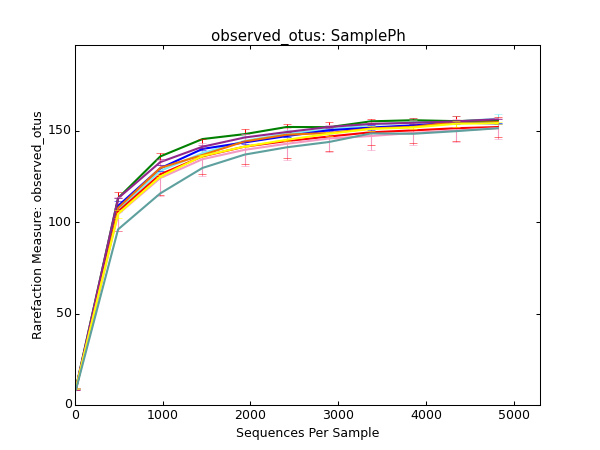 observed_otus: SamplePh
Rarefaction Measure: observed_otus
150
100
50
0
0 1000 2000 3000 4000 5000
Sequences Per Sample